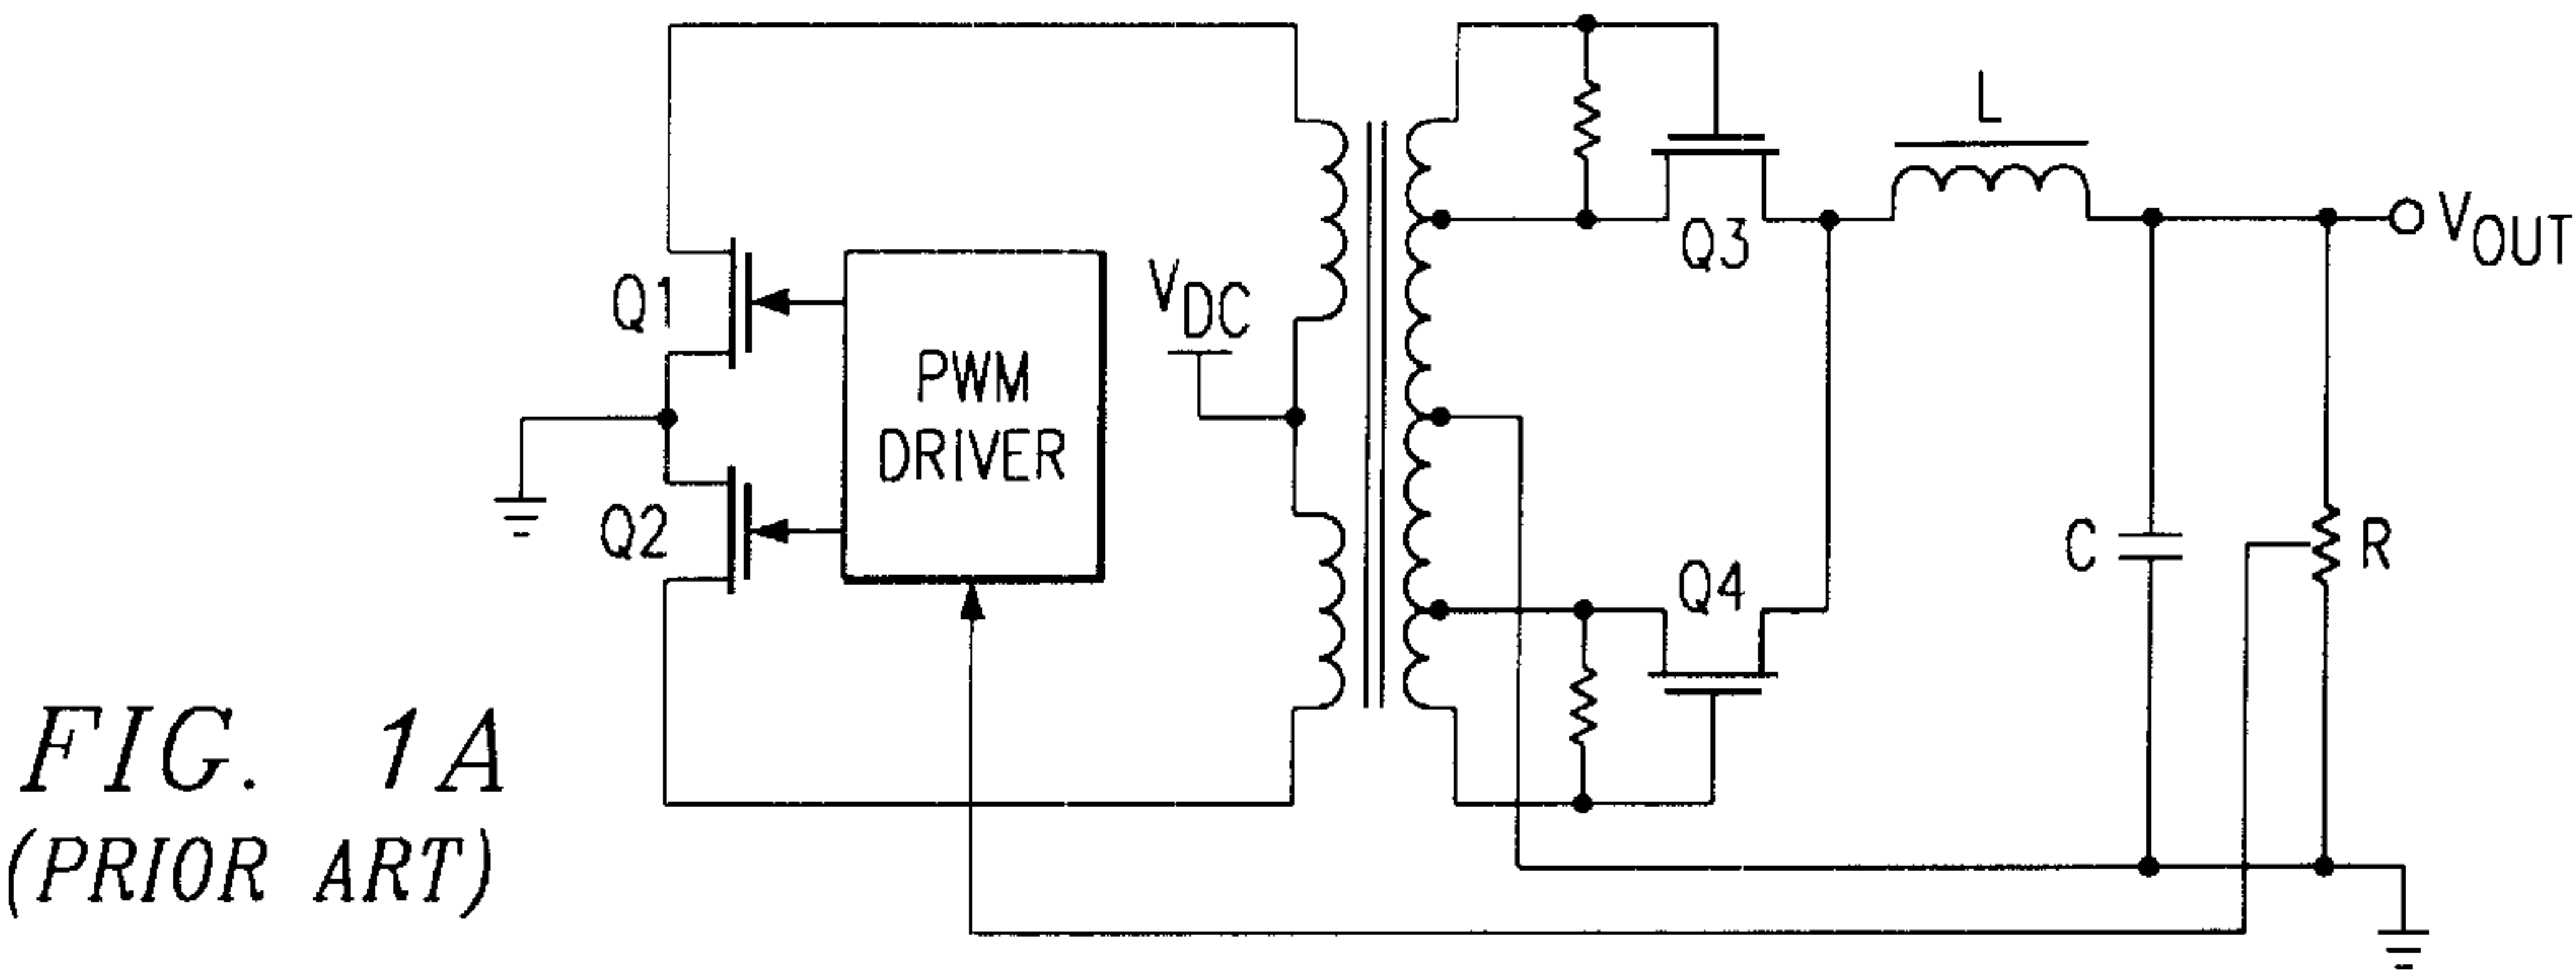 L
Q3
VOUT
Q1
VDC
PWM
DRIVER
Q2
Q4
C
R
FIG. 1A
(PRIOR ART)